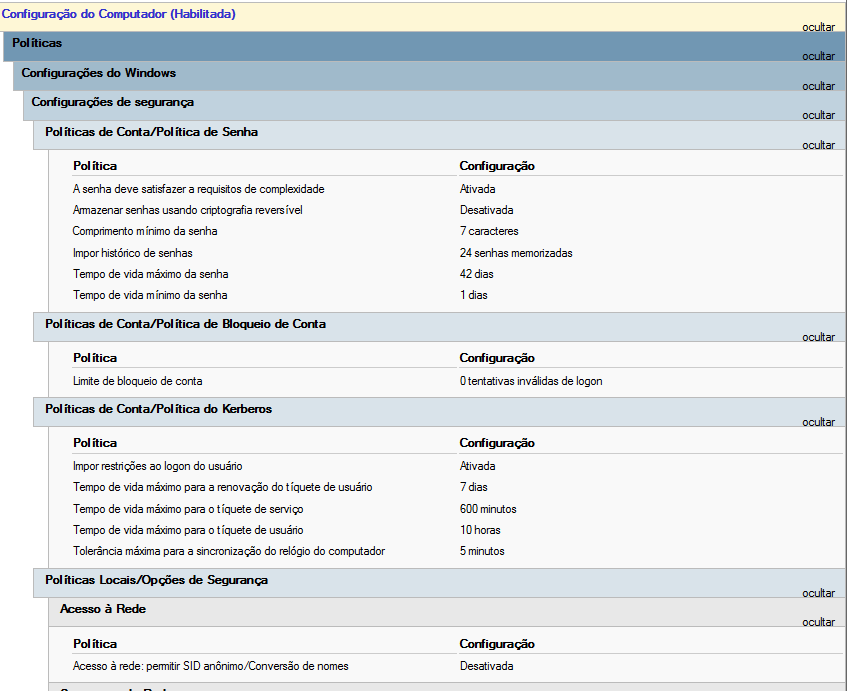 Configuração do Computador (Habilitada)
ocultar
Políticas
ocultar
Configurações do Windows
ocultar
Configurações de segurança
ocultar
Políticas de Conta/Política de Senha
ocultar
Política Configuração
A senha deve satisfazer a requisitos de complexidade Ativada
Armazenar senhas usando criptografia reversível Desativada
Comprimento mínimo da senha 7 caracteres
Impor histórico de senhas 24 senhas memorizadas
Tempo de vida máximo da senha 42 dias
Tempo de vida mínimo da senha 1 dias
Políticas de Conta/Política de Bloqueio de Conta
ocultar
Política Configuração
Limite de bloqueio de conta 0 tentativas inválidas de logon
Políticas de Conta/Política do Kerberos
ocultar
Política Configuração
Impor restrições ao logon do usuário Ativada
Tempo de vida máximo para a renovação do tíquete de usuário 7 dias
Tempo de vida máximo para o tíquete de serviço 600 minutos
Tempo de vida máximo para o tíquete de usuário 10 horas
Tolerância máxima para a sincronização do relógio do computador 5 minutos
Políticas Locais/Opções de Segurança
ocultar
Acesso à Rede
ocultar
Política Configuração
Acesso à rede: permitir SID anônimo/Conversão de nomes Desativada